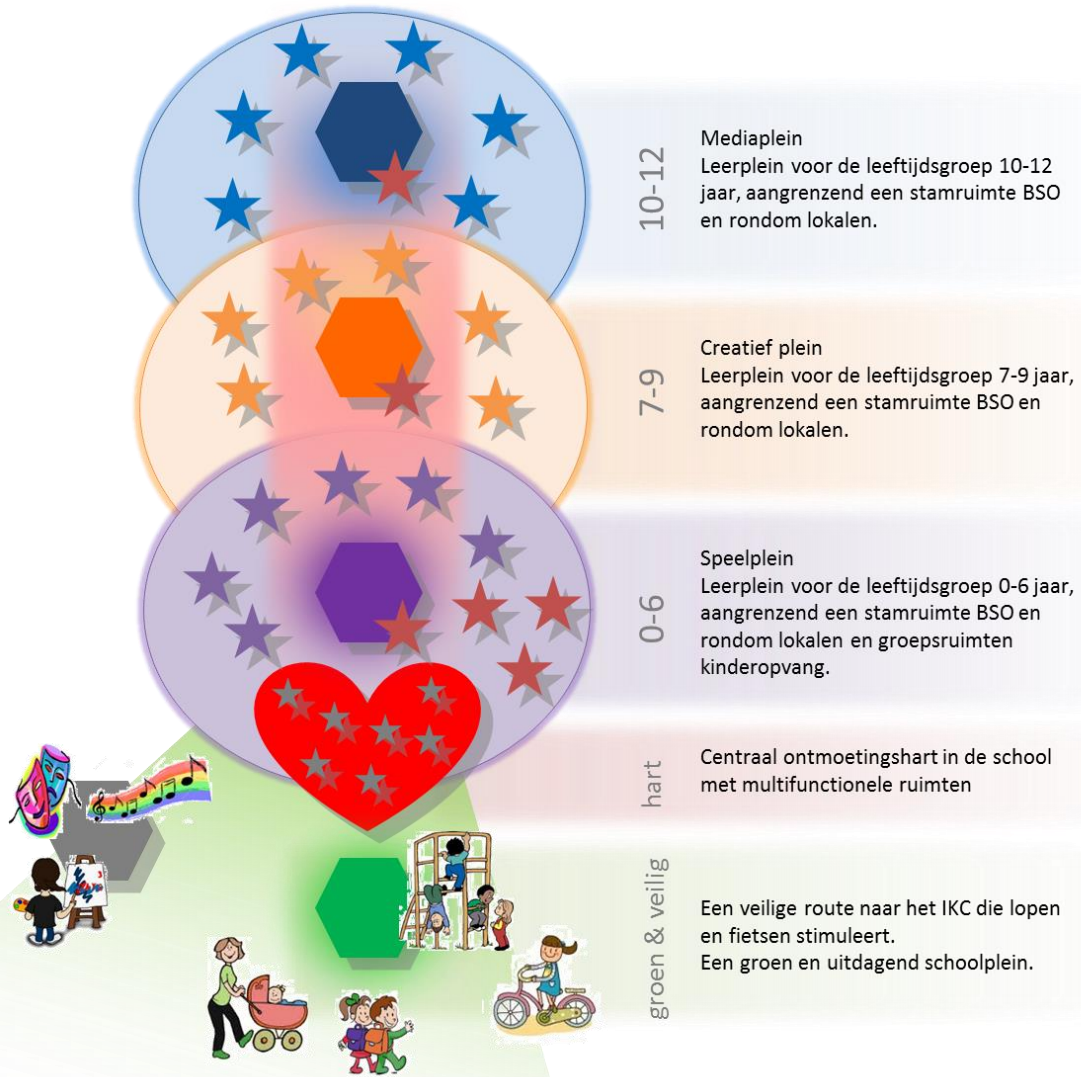 10-12
Mediaplein
Leerplein voor de leeftijdsgroep 10-12
jaar, aangrenzend een stamruimte BSO
en rondom lokalen.
7-9
Creatief plein
Leerplein voor de leeftijdsgroep 7-9 jaar,
aangrenzend een stamruimte BSO en
rondom lokalen.
0-6
Speelplein
Leerplein voor de leeftijdsgroep 0-6 jaar,
aangrenzend een stamruimte BSO en
rondom lokalen en groepsruimten
kinderopvang.
hart
Centraal ontmoetingshart in de school
met multifunctionele ruimten
groen & veilig
Een veilige route naar het IKC die lopen
en fietsen stimuleert.
Een groen en uitdagend schoolplein.